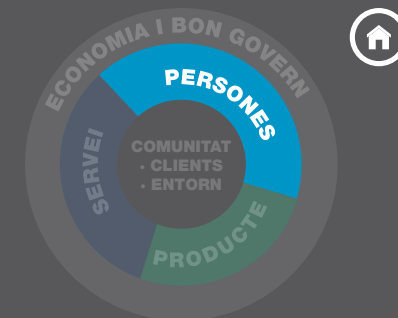 ECONOMIA I BON GOVERN
PERSONES
SERVEI
COMUNITAT
· CLIENTS
· ENTORN
PRODUCTE